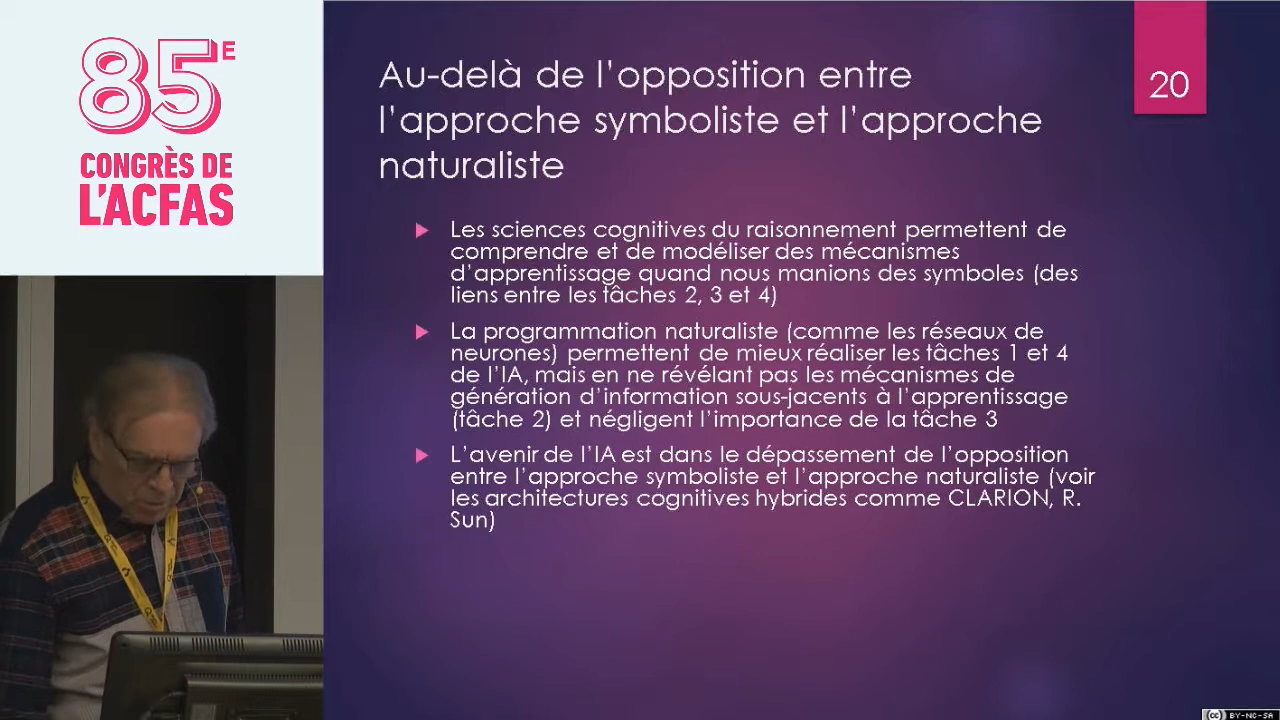 85E
CONGRÈS DE
L'ACFAS
20
Au-delà de l'opposition entre
l'approche symboliste et l'approche
naturaliste
Les sciences cognitives du raisonnement permettent de
comprendre et de modéliser des mécanismes
d'apprentissage quand nous manions des symboles (des
liens entre les tâches 2, 3 et 4)
La programmation naturaliste (comme les réseaux de
neurones) permettent de mieux réaliser les tâches 1 et 4
de l'IA, mais en ne révélant pas les mécanismes de
génération d'information sous-jacents à l'apprentissage
(tâche 2) et négligent l'importance de la tâche 3
L'avenir de l'IA est dans le dépassement de l'opposition
entre l'approche symboliste et l'approche naturaliste (voir
les architectures cognitives hybrides comme CLARION, R.
Sun)
cc BY-NC-SA